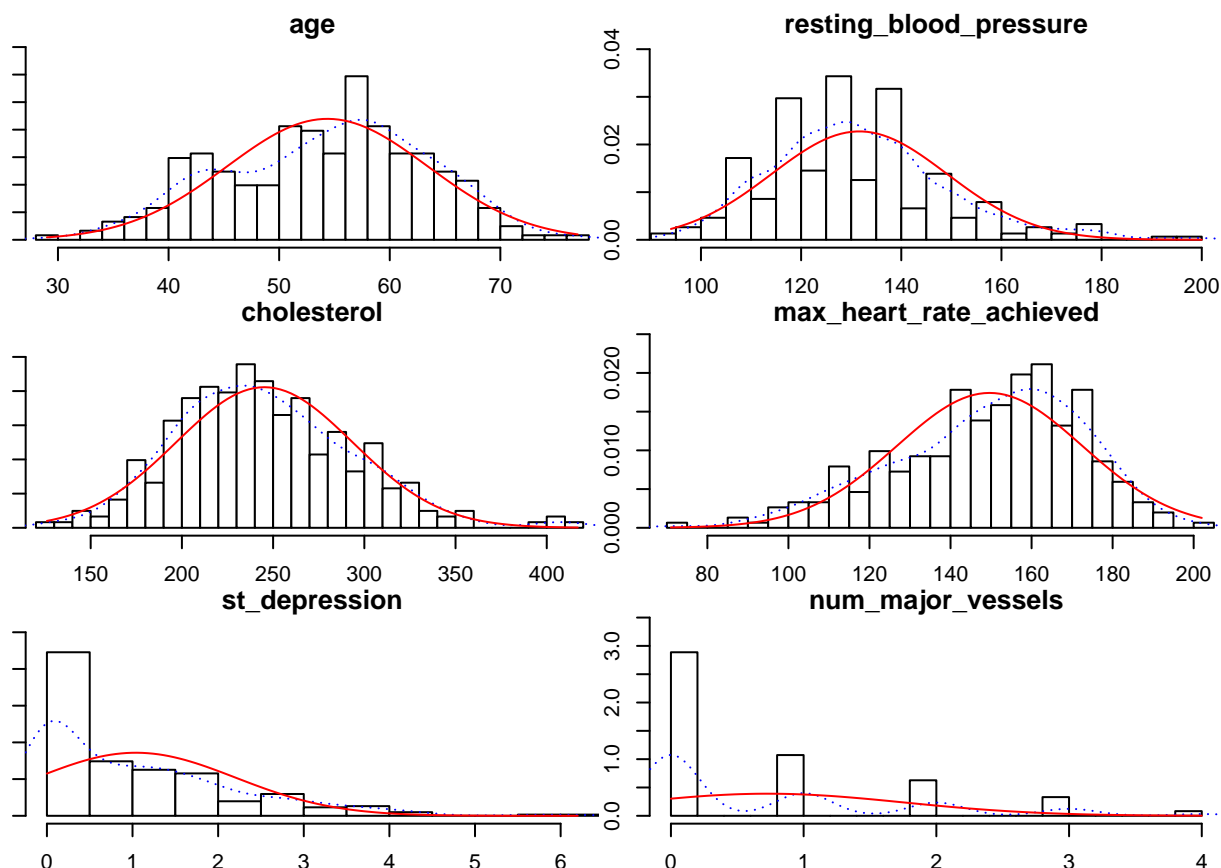 age
30 40 50 60 70
resting_blood_pressure
0.00 0.02 0.04
100 120 140 160 180 200
cholesterol
150 200 250 300 350 400
max_heart_rate_achieved
0.000 0.010 0.020
80 100 120 140 160 180 200
st_depression
0 1 2 3 4 5 6
num_major_vessels
0.0 1.0 2.0 3.0
0 1 2 3 4